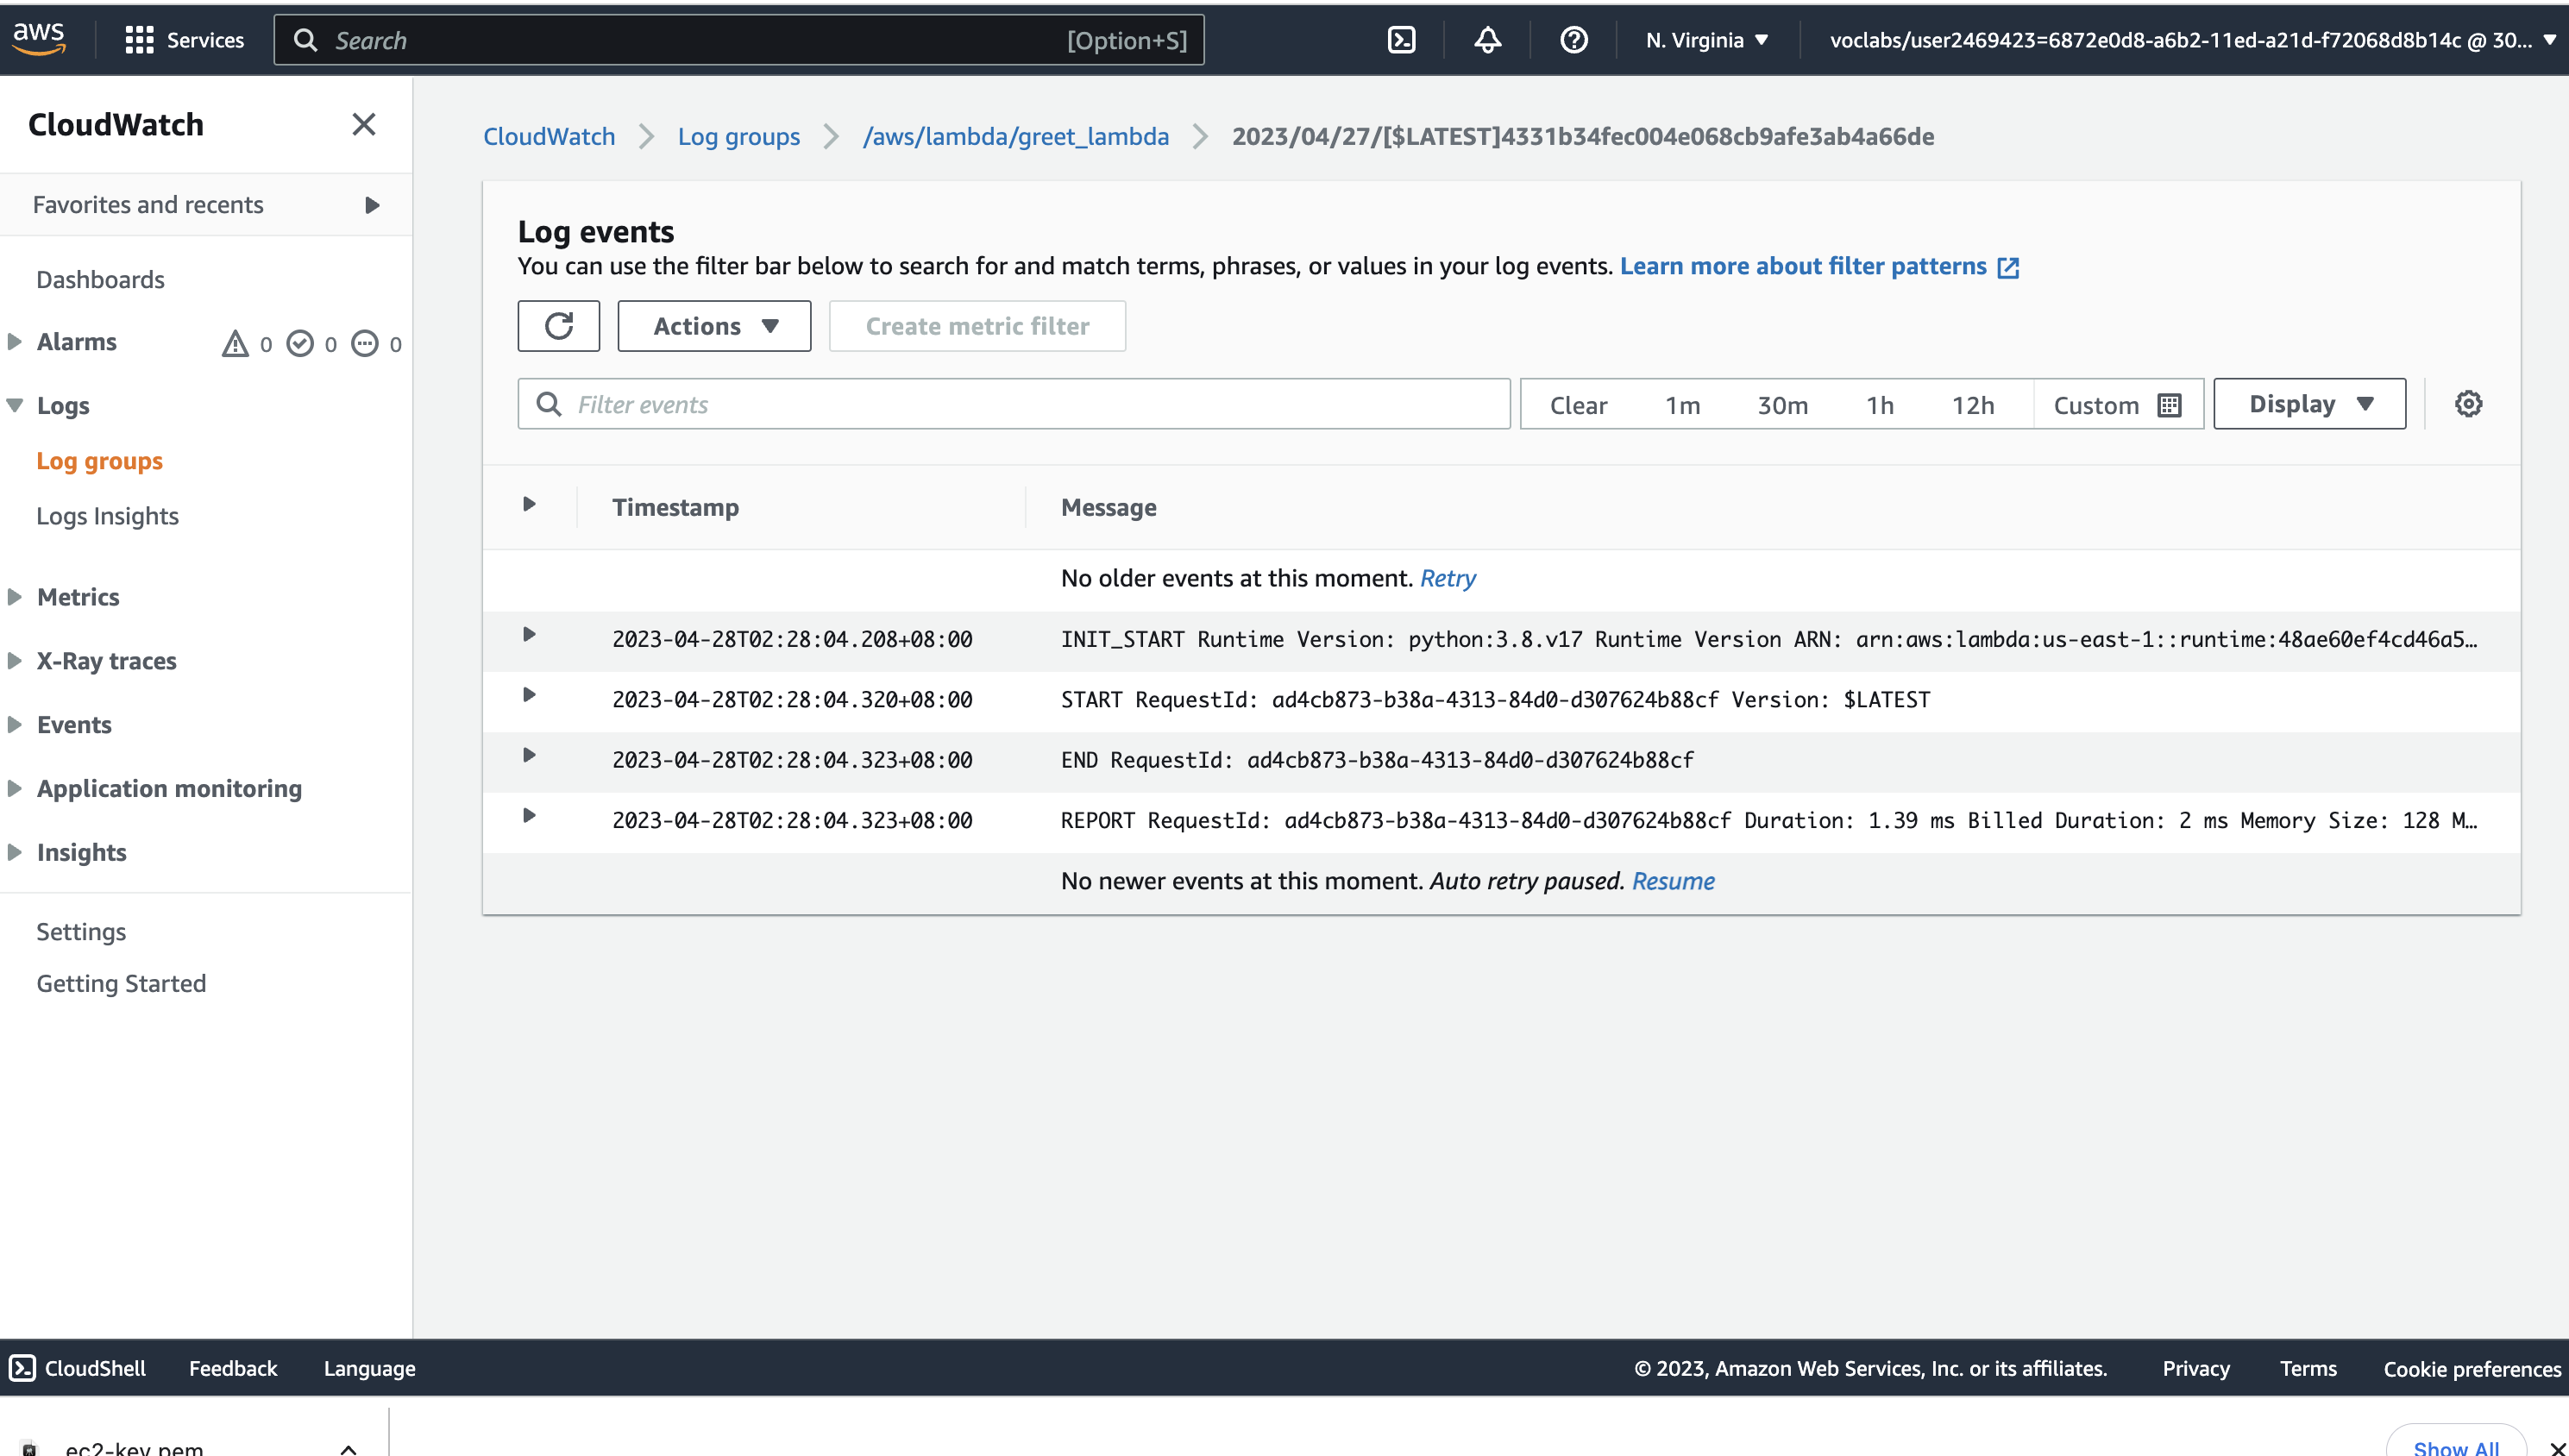 aws Services Search [Option+S] N. Virginia voclabs/user2469423=6872e0d8-a6b2-11ed-a21d-f72068d8b14c @ 30...
CloudWatch
Favorites and recents
Dashboards
Alarms 0 0 0
Logs
Log groups
Logs Insights
Metrics
X-Ray traces
Events
Application monitoring
Insights
Settings
Getting Started
CloudWatch Log groups /aws/lambda/greet_lambda 2023/04/27/[$LATEST]4331b34fec004e068cb9afe3ab4a66de
Log events
You can use the filter bar below to search for and match terms, phrases, or values in your log events. Learn more about filter patterns
Actions Create metric filter
Filter events Clear 1m 30m 1h 12h Custom Display
Timestamp Message
No older events at this moment. Retry
2023-04-28T02:28:04.208+08:00 INIT_START Runtime Version: python:3.8.v17 Runtime Version ARN: arn:aws:lambda:us-east-1::runtime:48ae60ef4cd46a5…
2023-04-28T02:28:04.320+08:00 START RequestId: ad4cb873-b38a-4313-84d0-d307624b88cf Version: $LATEST
2023-04-28T02:28:04.323+08:00 END RequestId: ad4cb873-b38a-4313-84d0-d307624b88cf
2023-04-28T02:28:04.323+08:00 REPORT RequestId: ad4cb873-b38a-4313-84d0-d307624b88cf Duration: 1.39 ms Billed Duration: 2 ms Memory Size: 128 M…
No newer events at this moment. Auto retry paused. Resume
CloudShell Feedback Language © 2023, Amazon Web Services, Inc. or its affiliates. Privacy Terms Cookie preferences
ec2-key.pem Show All